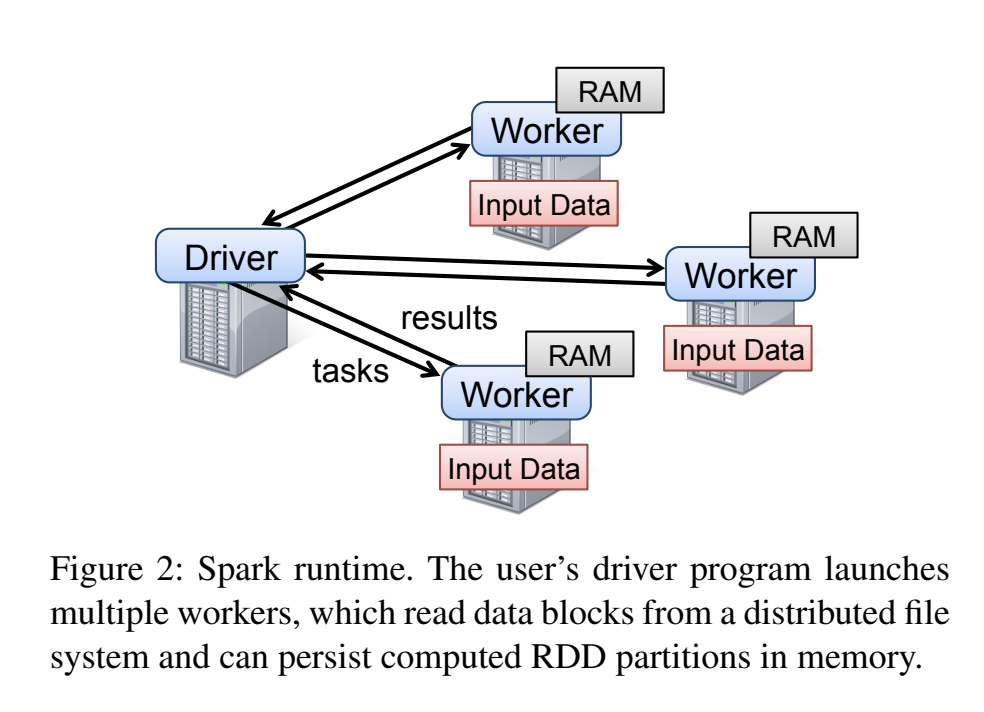 RAM
Worker
Input Data
RAM
Driver
Worker
results
Input Data
RAM
tasks
Worker
Input Data
Figure 2: Spark runtime. The user’s driver program launches
multiple workers, which read data blocks from a distributed file
system and can persist computed RDD partitions in memory.